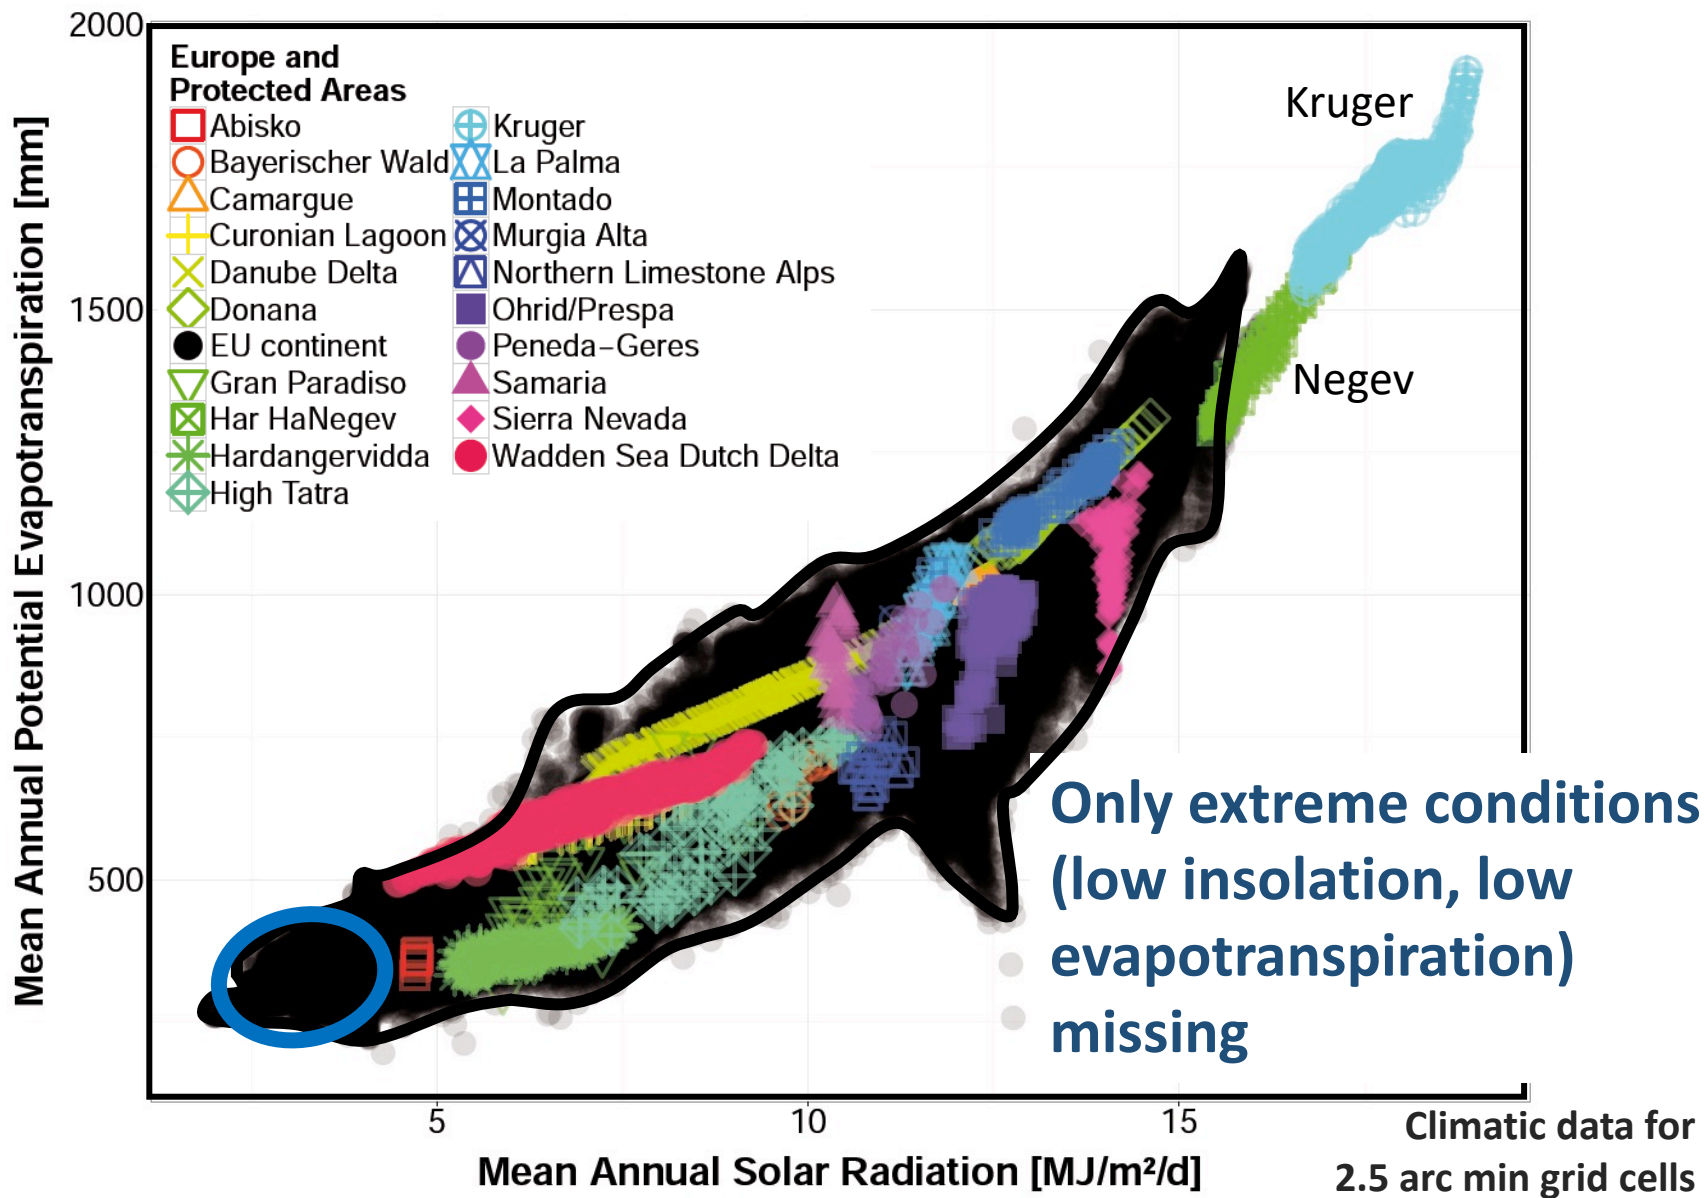 2000
1500
1000
500
Mean Annual Potential Evapotranspiration [mm]
Europe and
Protected Areas
Abisko
Bayerischer Wald
Camargue
Curonian Lagoon
Danube Delta
Donana
EU continent
Gran Paradiso
Har HaNegev
Hardangervidda
High Tatra
Kruger
La Palma
Montado
Murgia Alta
Northern Limestone Alps
Ohrid/Prespa
Peneda−Geres
Samaria
Sierra Nevada
Wadden Sea Dutch Delta
Kruger
Negev
Only extreme conditions
(low insolation, low
evapotranspiration)
missing
5
10
15
Mean Annual Solar Radiation [MJ/m²/d]
Climatic data for
2.5 arc min grid cells